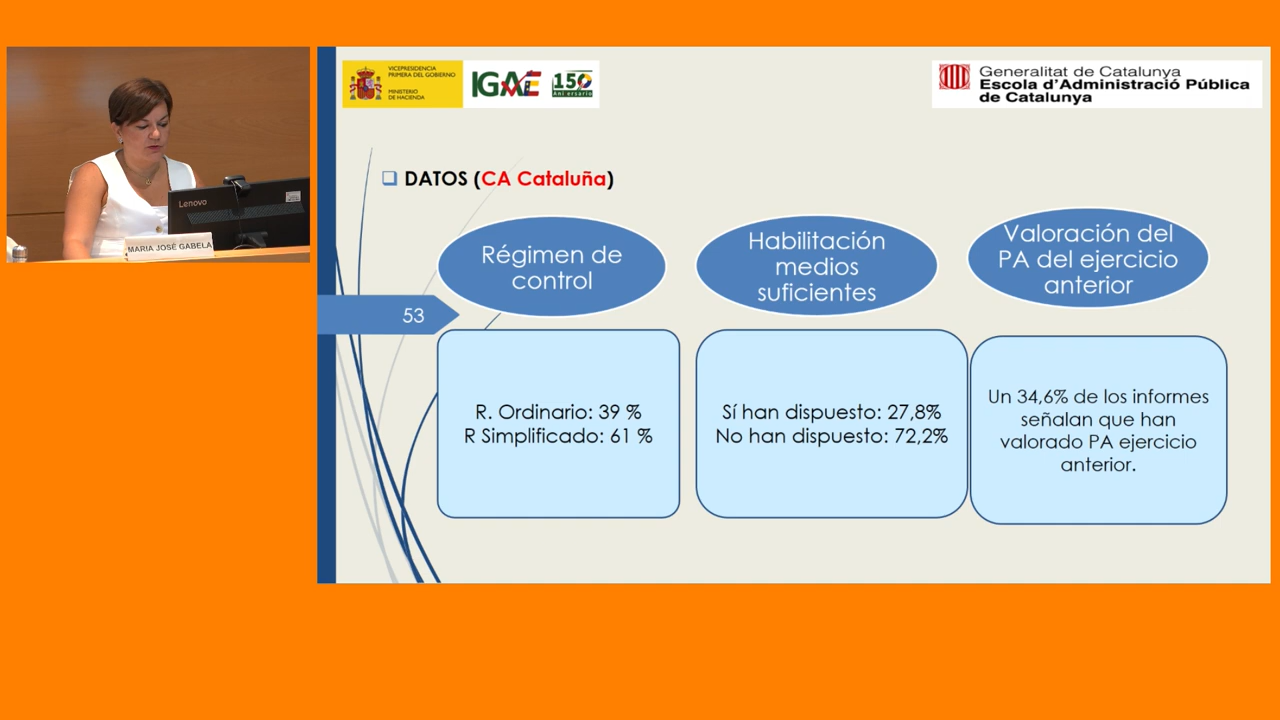 Lenovo
MARIA JOSÉ GABELA
VICEPRESIDENCIA
PRIMERA DEL GOBIERNO
MINISTERIO
DE HACIENDA
IGAE
150
Aniversario
Generalitat de Catalunya
Escola d'Administració Pública
de Catalunya
DATOS (CA Cataluña)
Régimen de
control
Habilitación
medios
suficientes
Valoración del
PA del ejercicio
anterior
53
R. Ordinario: 39 %
R Simplificado: 61 %
Sí han dispuesto: 27,8%
No han dispuesto: 72,2%
Un 34,6% de los informes
señalan que han
valorado PA ejercicio
anterior.